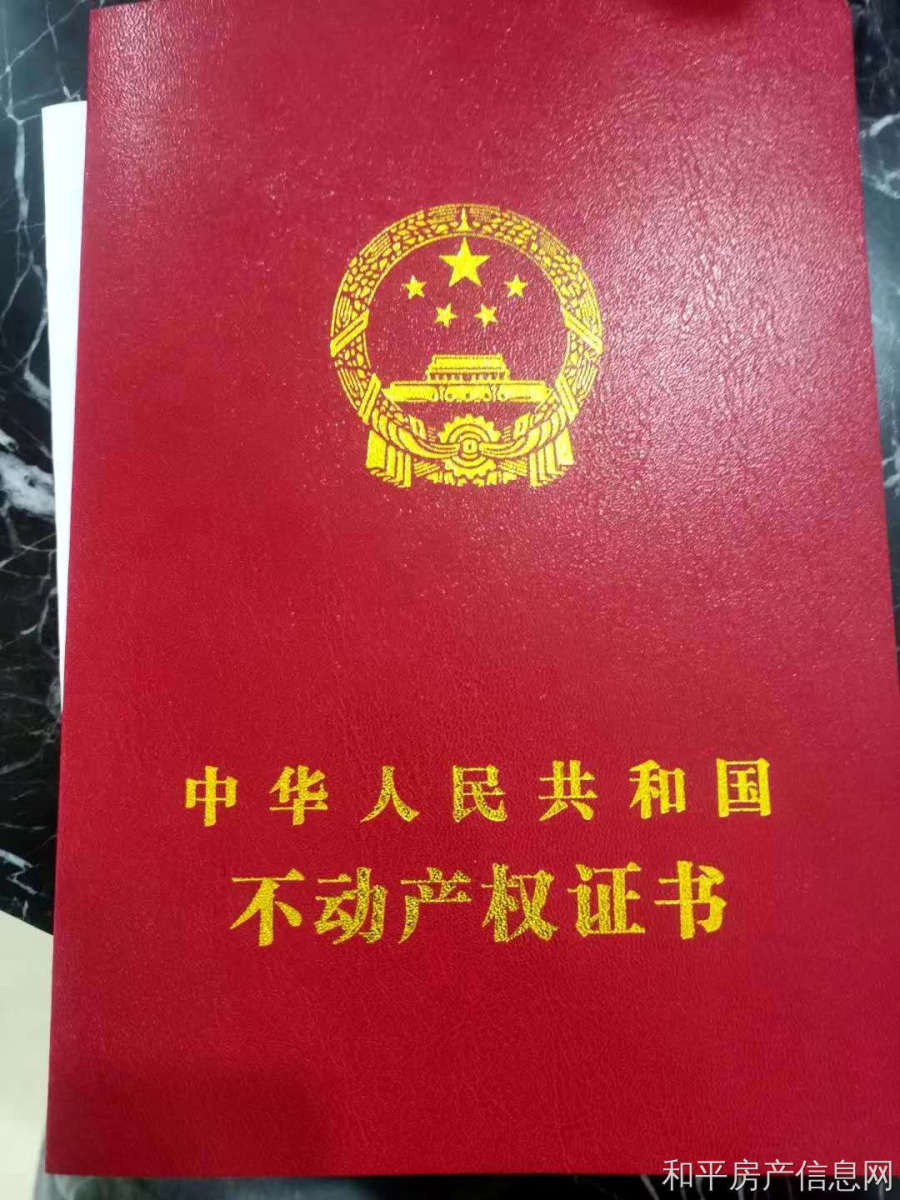 中华人民共和国
不动产权证书
和平房产信息网